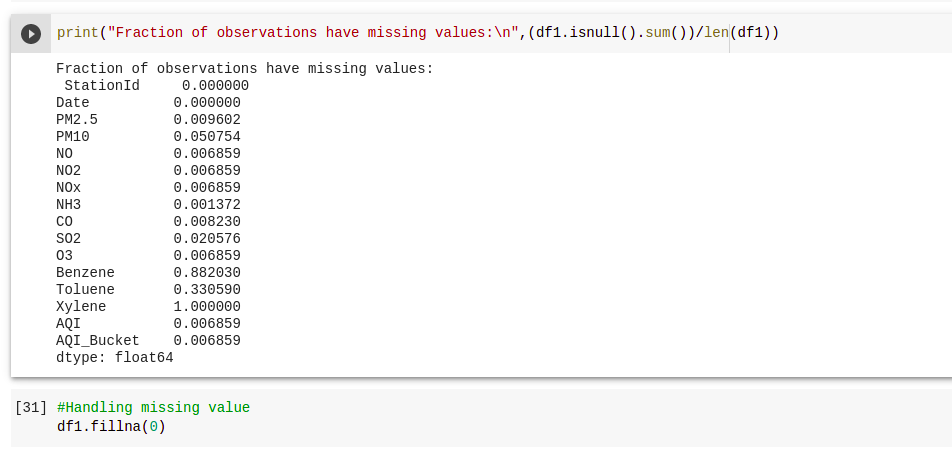 print("Fraction of observations have missing values:\n",(df1.isnull().sum())/len(df1))
Fraction of observations have missing values:
 StationId     0.000000
Date          0.000000
PM2.5         0.009602
PM10          0.050754
NO            0.006859
NO2           0.006859
NOx           0.006859
NH3           0.001372
CO            0.008230
SO2           0.020576
O3            0.006859
Benzene       0.882030
Toluene       0.330590
Xylene        1.000000
AQI           0.006859
AQI_Bucket    0.006859
dtype: float64
[31] #Handling missing value
df1.fillna(0)